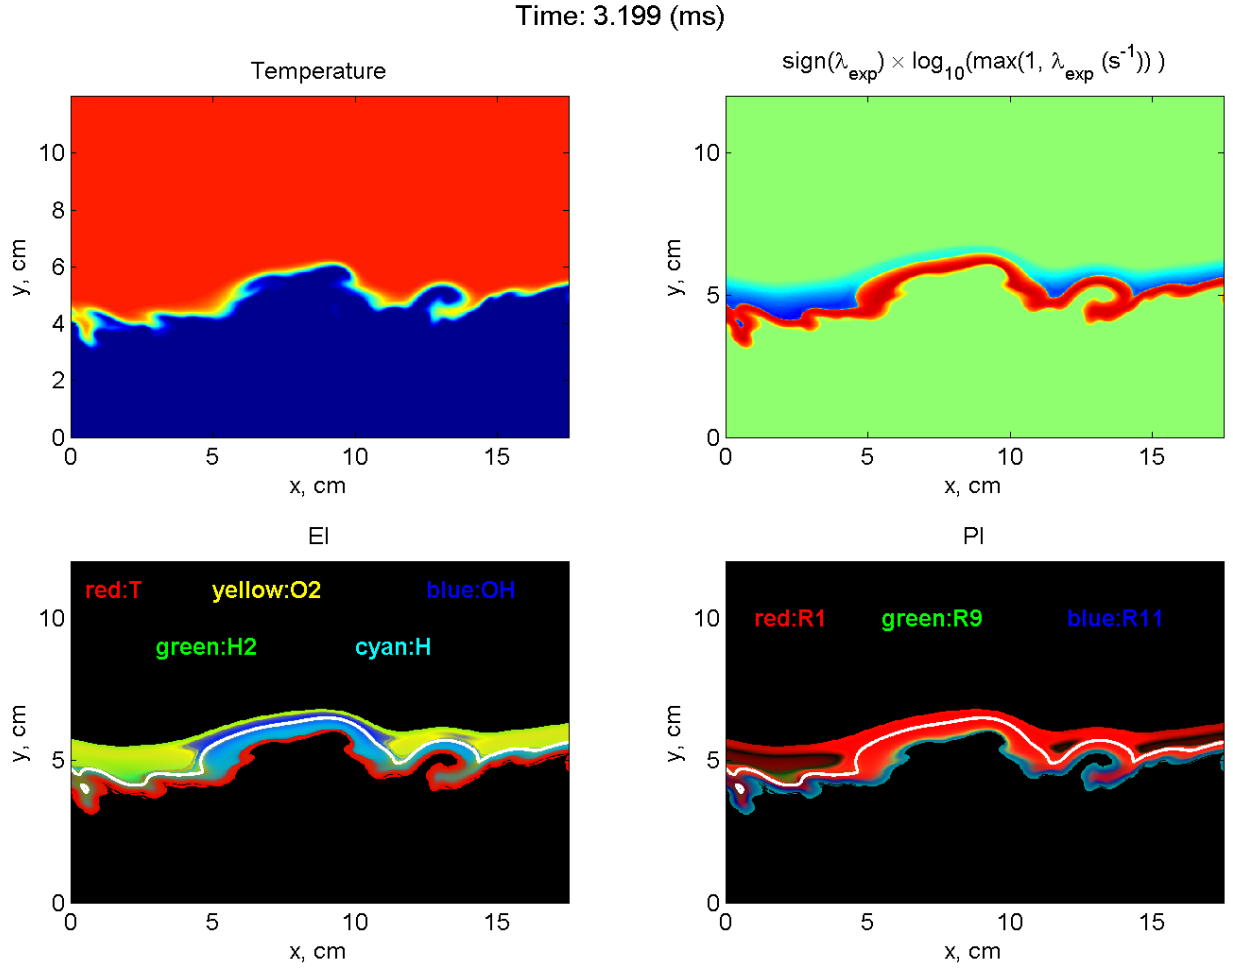 Time: 3.199 (ms)
Temperature
sign(λexp) × log10(max(1, λexp (s-1)) )
10
8
6
4
2
0
y, cm
0 5 10 15
x, cm
10
5
0
y, cm
0 5 10 15
x, cm
EI
red:T yellow:O2 blue:OH
green:H2 cyan:H
10
5
0
y, cm
0 5 10 15
x, cm
PI
red:R1 green:R9 blue:R11
10
5
0
y, cm
0 5 10 15
x, cm